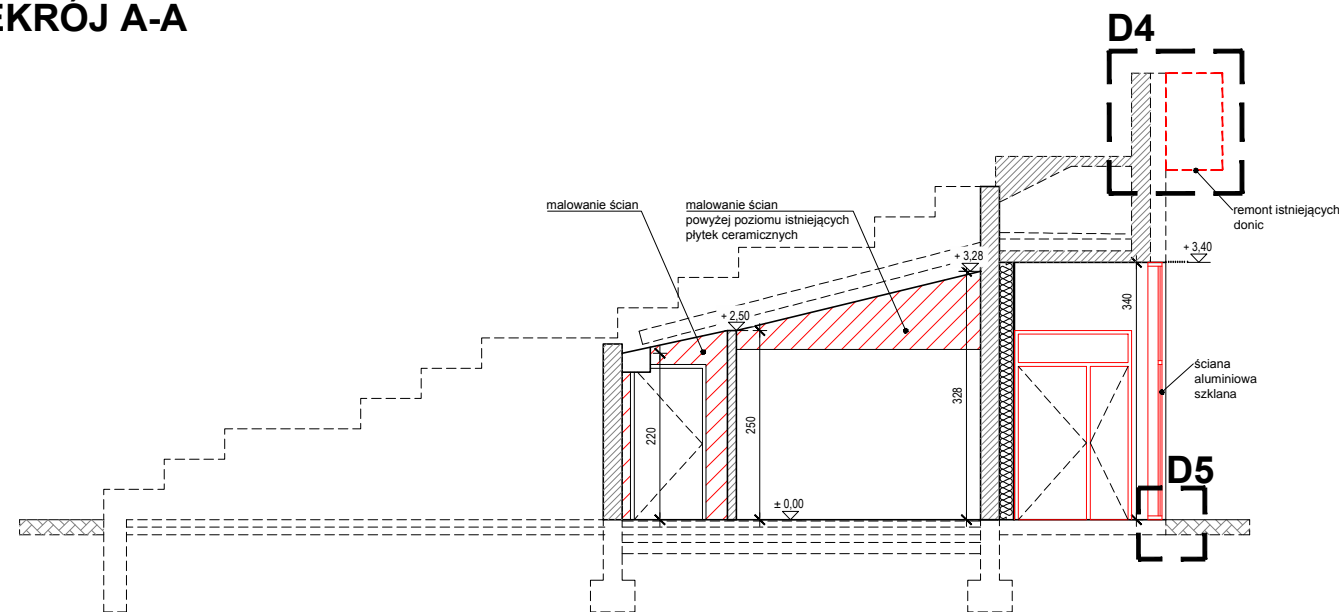 EKRÓJ A-A
D4
malowanie ścian
malowanie ścian
powyżej poziomu istniejących
płytek ceramicznych
remont istniejących
donic
+ 3,40
+ 3,28
+ 2,50
340
ściana
aluminiowa
szklana
328
250
220
D5
± 0,00